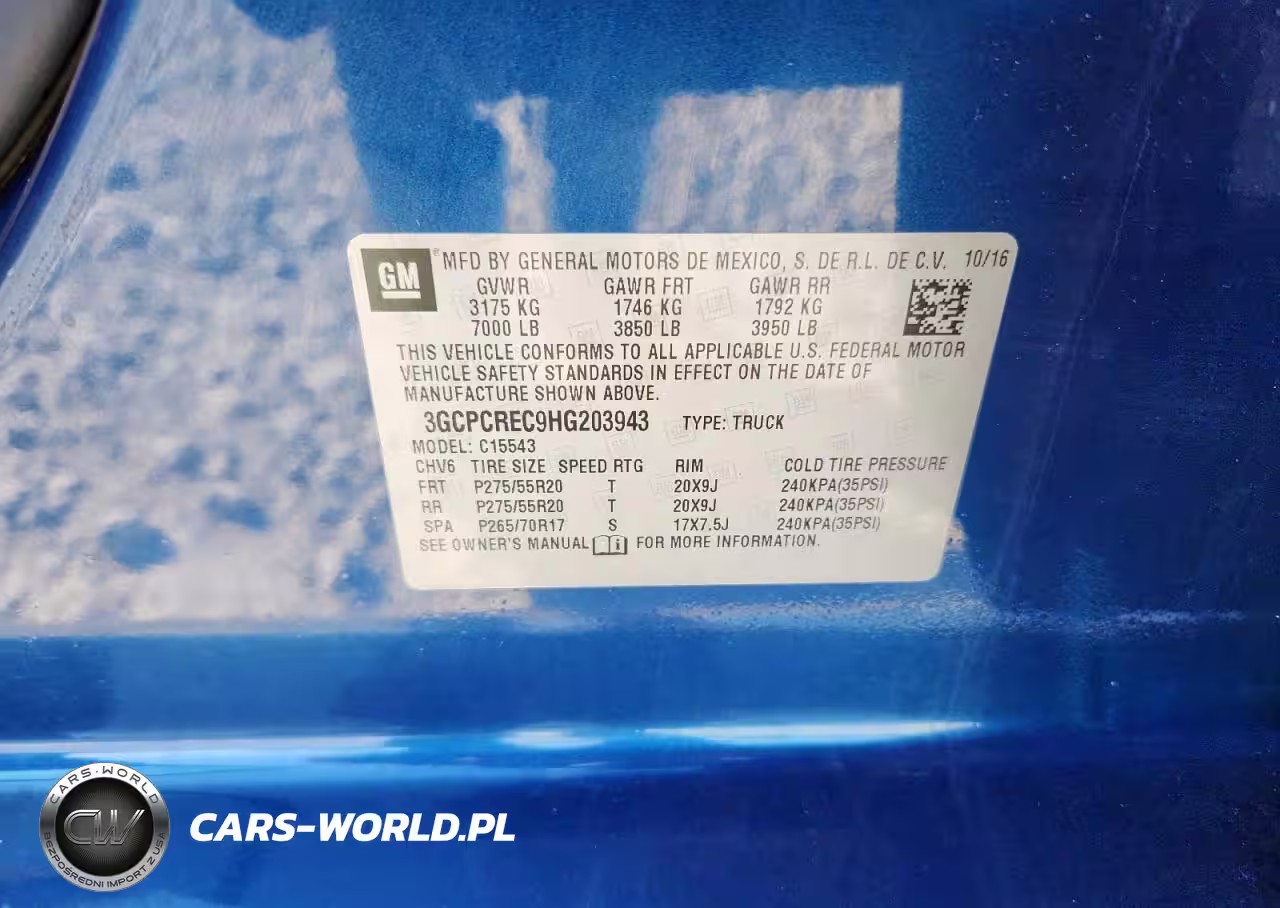 GM
® MFD BY GENERAL MOTORS DE MEXICO, S. DE R.L. DE C.V. 10/16
GVWR GAWR FRT GAWR RR
3175 KG 1746 KG 1792 KG
7000 LB 3850 LB 3950 LB
THIS VEHICLE CONFORMS TO ALL APPLICABLE U.S. FEDERAL MOTOR
VEHICLE SAFETY STANDARDS IN EFFECT ON THE DATE OF
MANUFACTURE SHOWN ABOVE.
3GCPCREC9HG203943 TYPE: TRUCK
MODEL: C15543
CHV6 TIRE SIZE SPEED RTG RIM COLD TIRE PRESSURE
FRT P275/55R20 T 20X9J 240KPA(35PSI)
RR P275/55R20 T 20X9J 240KPA(35PSI)
SPA P265/70R17 S 17X7.5J 240KPA(35PSI)
SEE OWNER'S MANUAL i FOR MORE INFORMATION.
CARS-WORLD
CW
BEZPOŚREDNI IMPORT Z USA
CARS-WORLD.PL